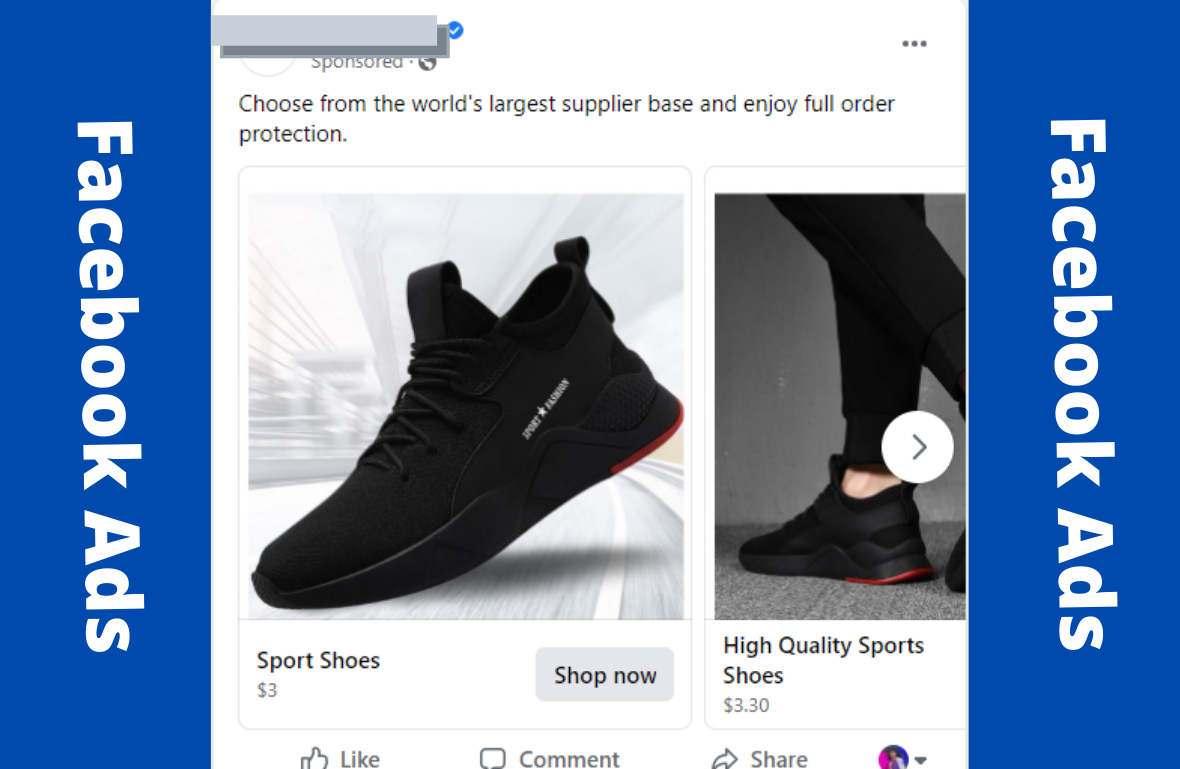 Facebook Ads
Sponsored ·
Choose from the world's largest supplier base and enjoy full order
protection.
SPORT★FASHION
Sport Shoes
$3
Shop now
High Quality Sports
Shoes
$3.30
Like
Comment
Share
Facebook Ads